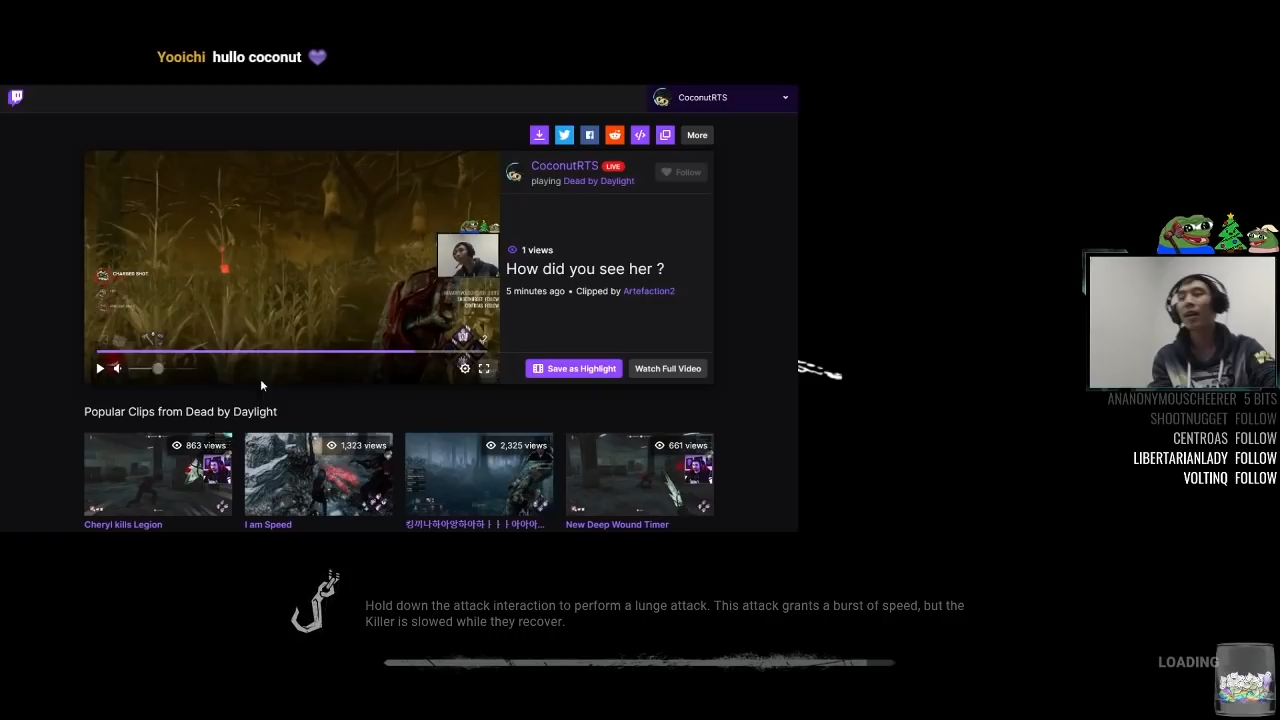 Yooichi hullo coconut
CoconutRTS
More
CoconutRTS LIVE
playing Dead by Daylight
Follow
CHARGED SHOT
1 views
How did you see her ?
5 minutes ago • Clipped by Artefaction2
Save as Highlight
Watch Full Video
Popular Clips from Dead by Daylight
863 views
1,323 views
2,325 views
661 views
Cheryl kills Legion
I am Speed
New Deep Wound Timer
ANANONYMOUSCHEERER 5 BITS
SHOOTNUGGET FOLLOW
CENTROAS FOLLOW
LIBERTARIANLADY FOLLOW
VOLTINQ FOLLOW
Hold down the attack interaction to perform a lunge attack. This attack grants a burst of speed, but the
Killer is slowed while they recover.
LOADING